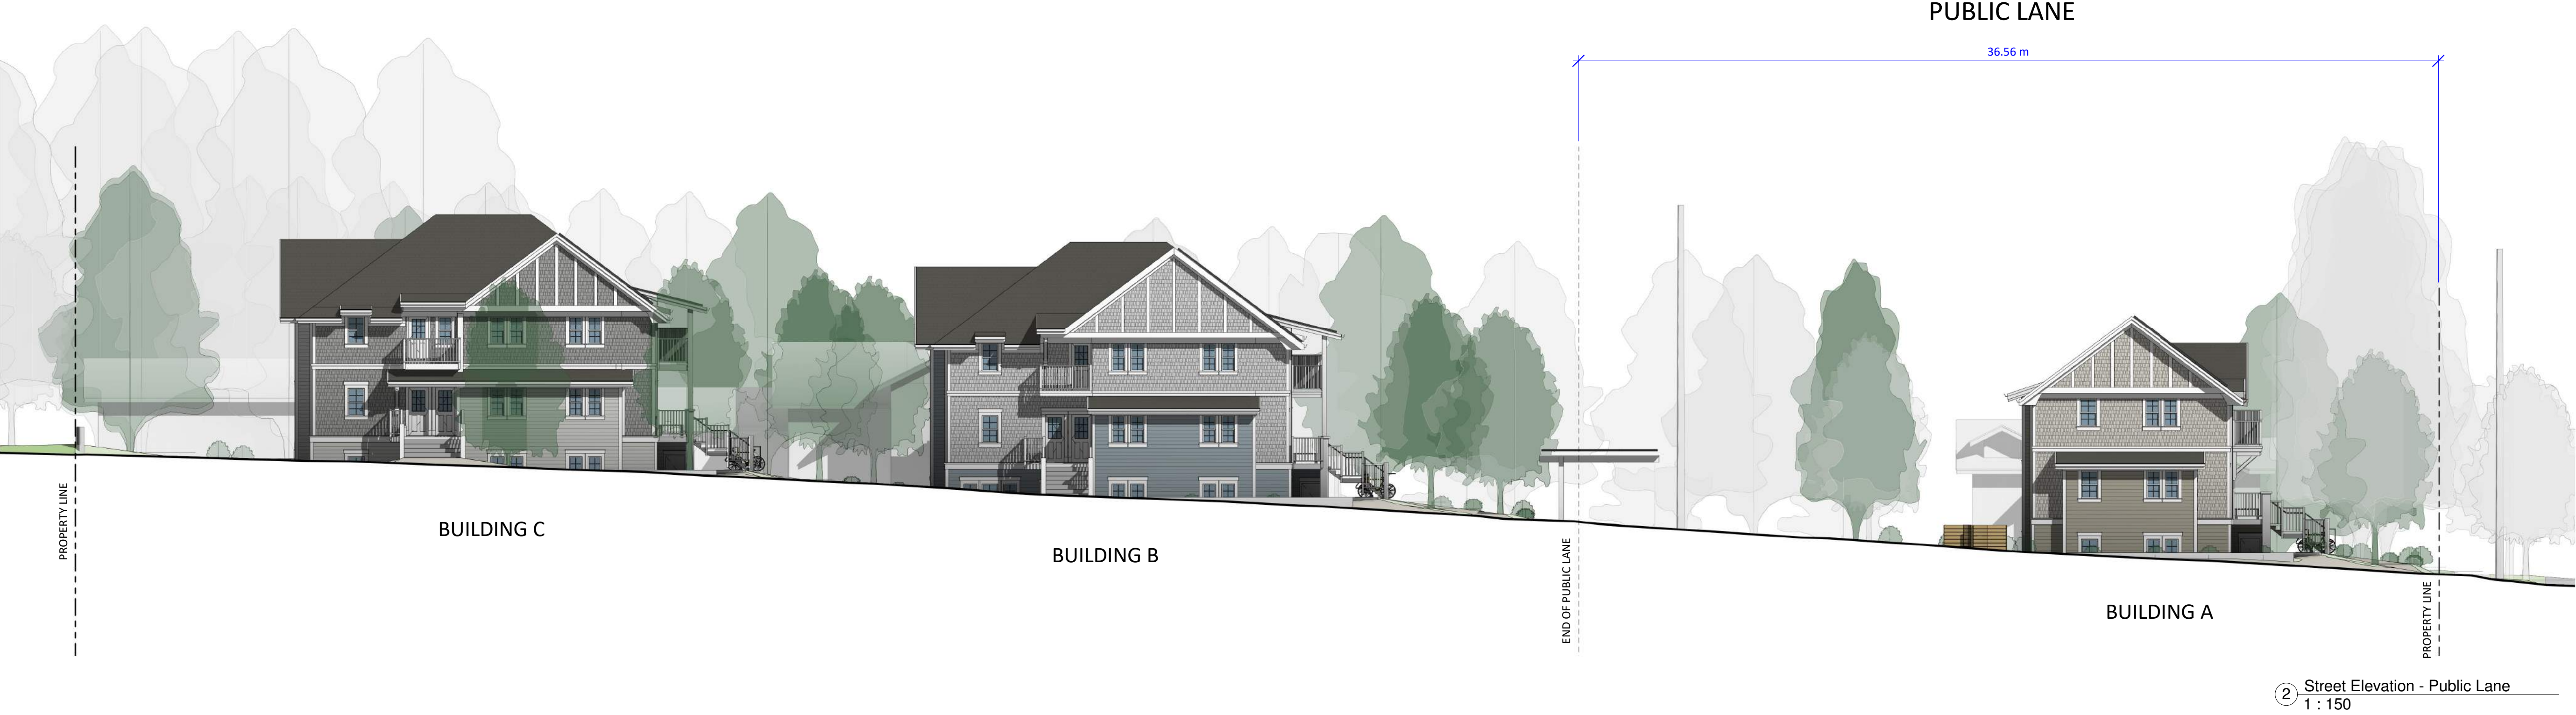 PUBLIC LANE
36.56 m
PROPERTY LINE
BUILDING C
BUILDING B
END OF PUBLIC LANE
BUILDING A
PROPERTY LINE
2 Street Elevation - Public Lane
1 : 150